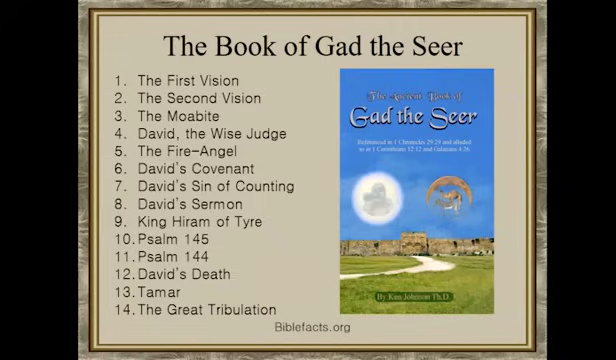 The Book of Gad the Seer
1. The First Vision
2. The Second Vision
3. The Moabite
4. David, the Wise Judge
5. The Fire-Angel
6. David's Covenant
7. David's Sin of Counting
8. David's Sermon
9. King Hiram of Tyre
10. Psalm 145
11. Psalm 144
12. David's Death
13. Tamar
14. The Great Tribulation
The Ancient Book of
Gad the Seer
Referenced in 1 Chronicles 29:29 and alluded
to in 1 Corinthians 12:12 and Galatians 4:26
By Ken Johnson Th.D.
Biblefacts.org